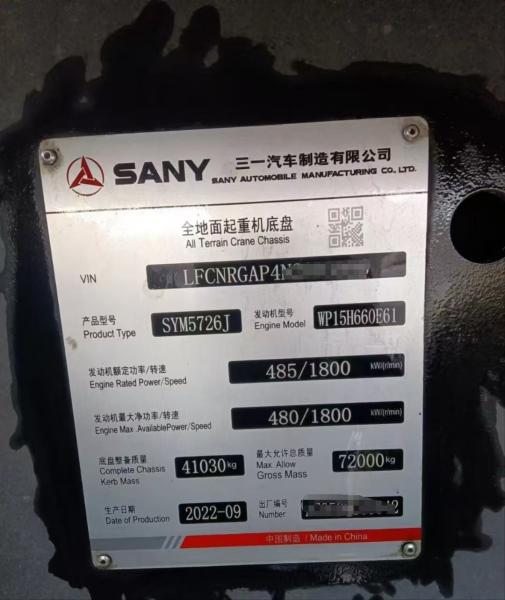 SANY
三一汽车制造有限公司
SANY AUTOMOBILE MANUFACTURING CO., LTD.
全地面起重机底盘
All Terrain Crane Chassis
VIN LFCNRGAP4N
产品型号
Product Type
SYM5726J
发动机型号
Engine Model
WP15H660E61
发动机额定功率/转速
Engine Rated Power/Speed
485/1800 kW/(r/min)
发动机最大净功率/转速
Engine Max .AvailablePower/Speed
480/1800 kW/(r/min)
底盘整备质量
Complete Chassis
Kerb Mass
41030kg
最大允许总质量
Max. Allow
Gross Mass
72000kg
生产日期
Date of Production
2022-09
出厂编号
Number
中国制造 / Made in China